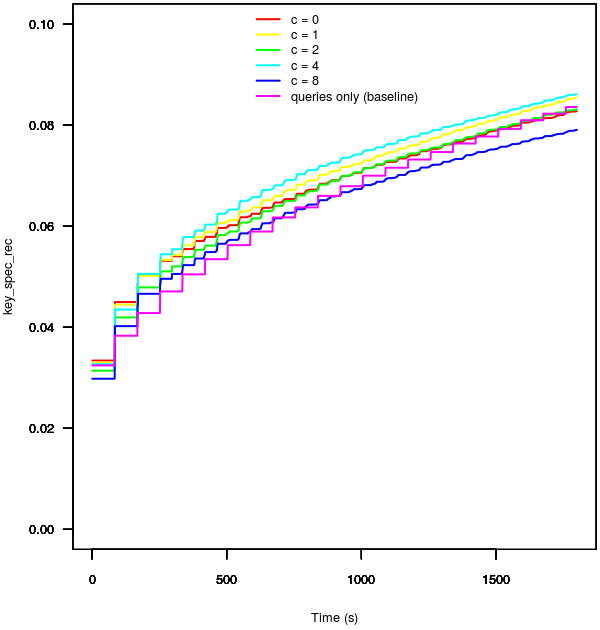 c = 0
c = 1
c = 2
c = 4
c = 8
queries only (baseline)
0.10
0.08
0.06
0.04
0.02
0.00
key_spec_rec
0 500 1000 1500
Time (s)